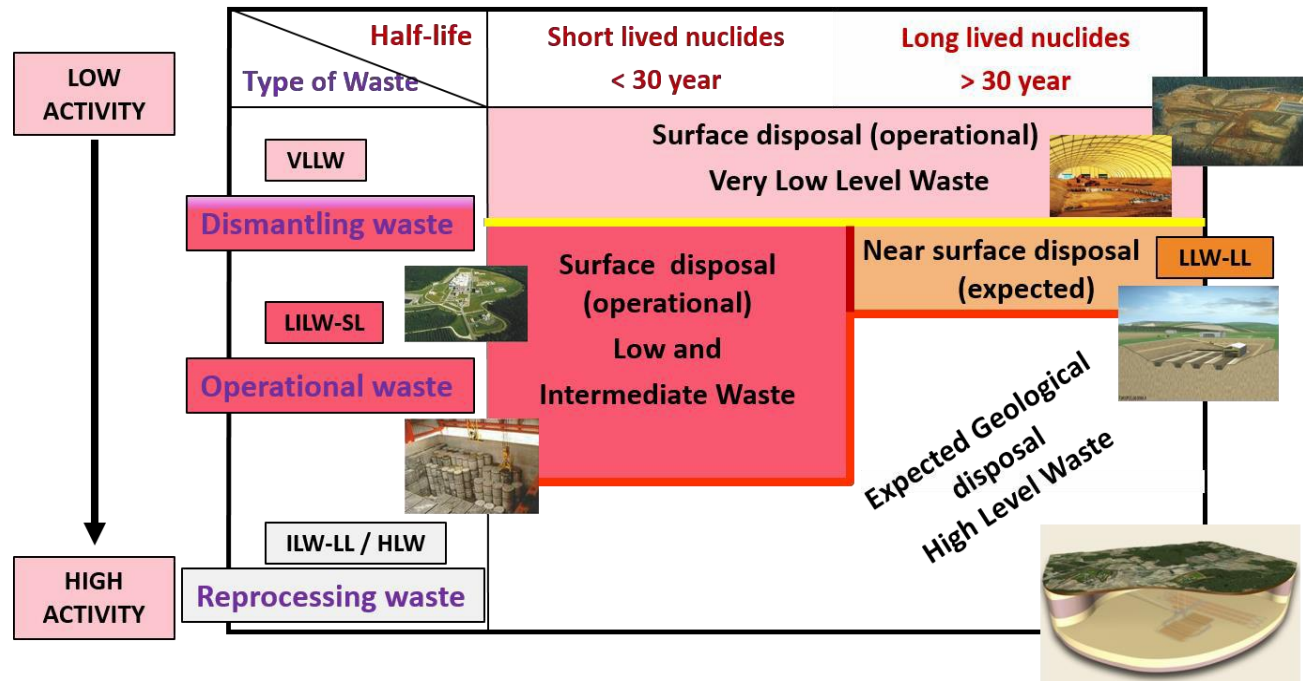 Half-life
Type of Waste
Short lived nuclides
< 30 year
Long lived nuclides
> 30 year
LOW
ACTIVITY
VLLW
Surface disposal (operational)
Very Low Level Waste
Dismantling waste
Surface  disposal
(operational)
Low and
Intermediate Waste
Near surface disposal
(expected)
LLW-LL
LILW-SL
Operational waste
Expected Geological
disposal
High Level Waste
ILW-LL / HLW
HIGH
ACTIVITY
Reprocessing waste